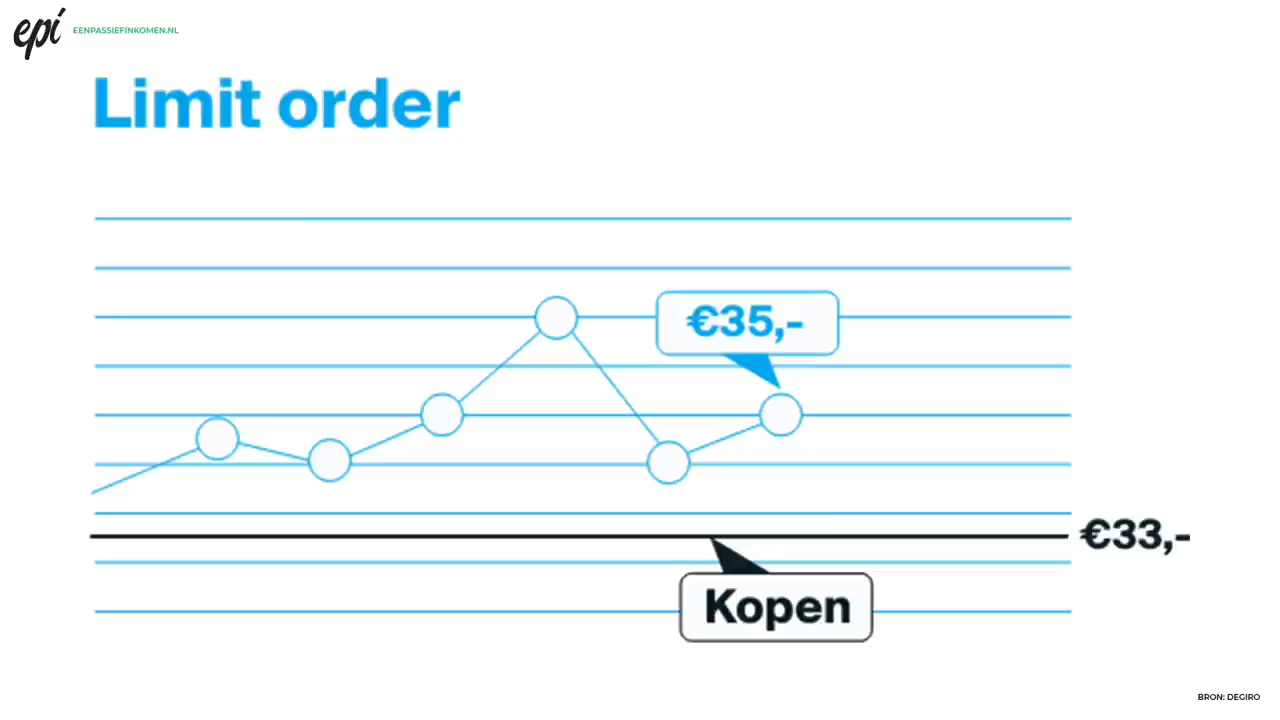 epi
EENPASSIEFINKOMEN.NL
Limit order
€35,-
€33,-
Kopen
BRON: DEGIRO